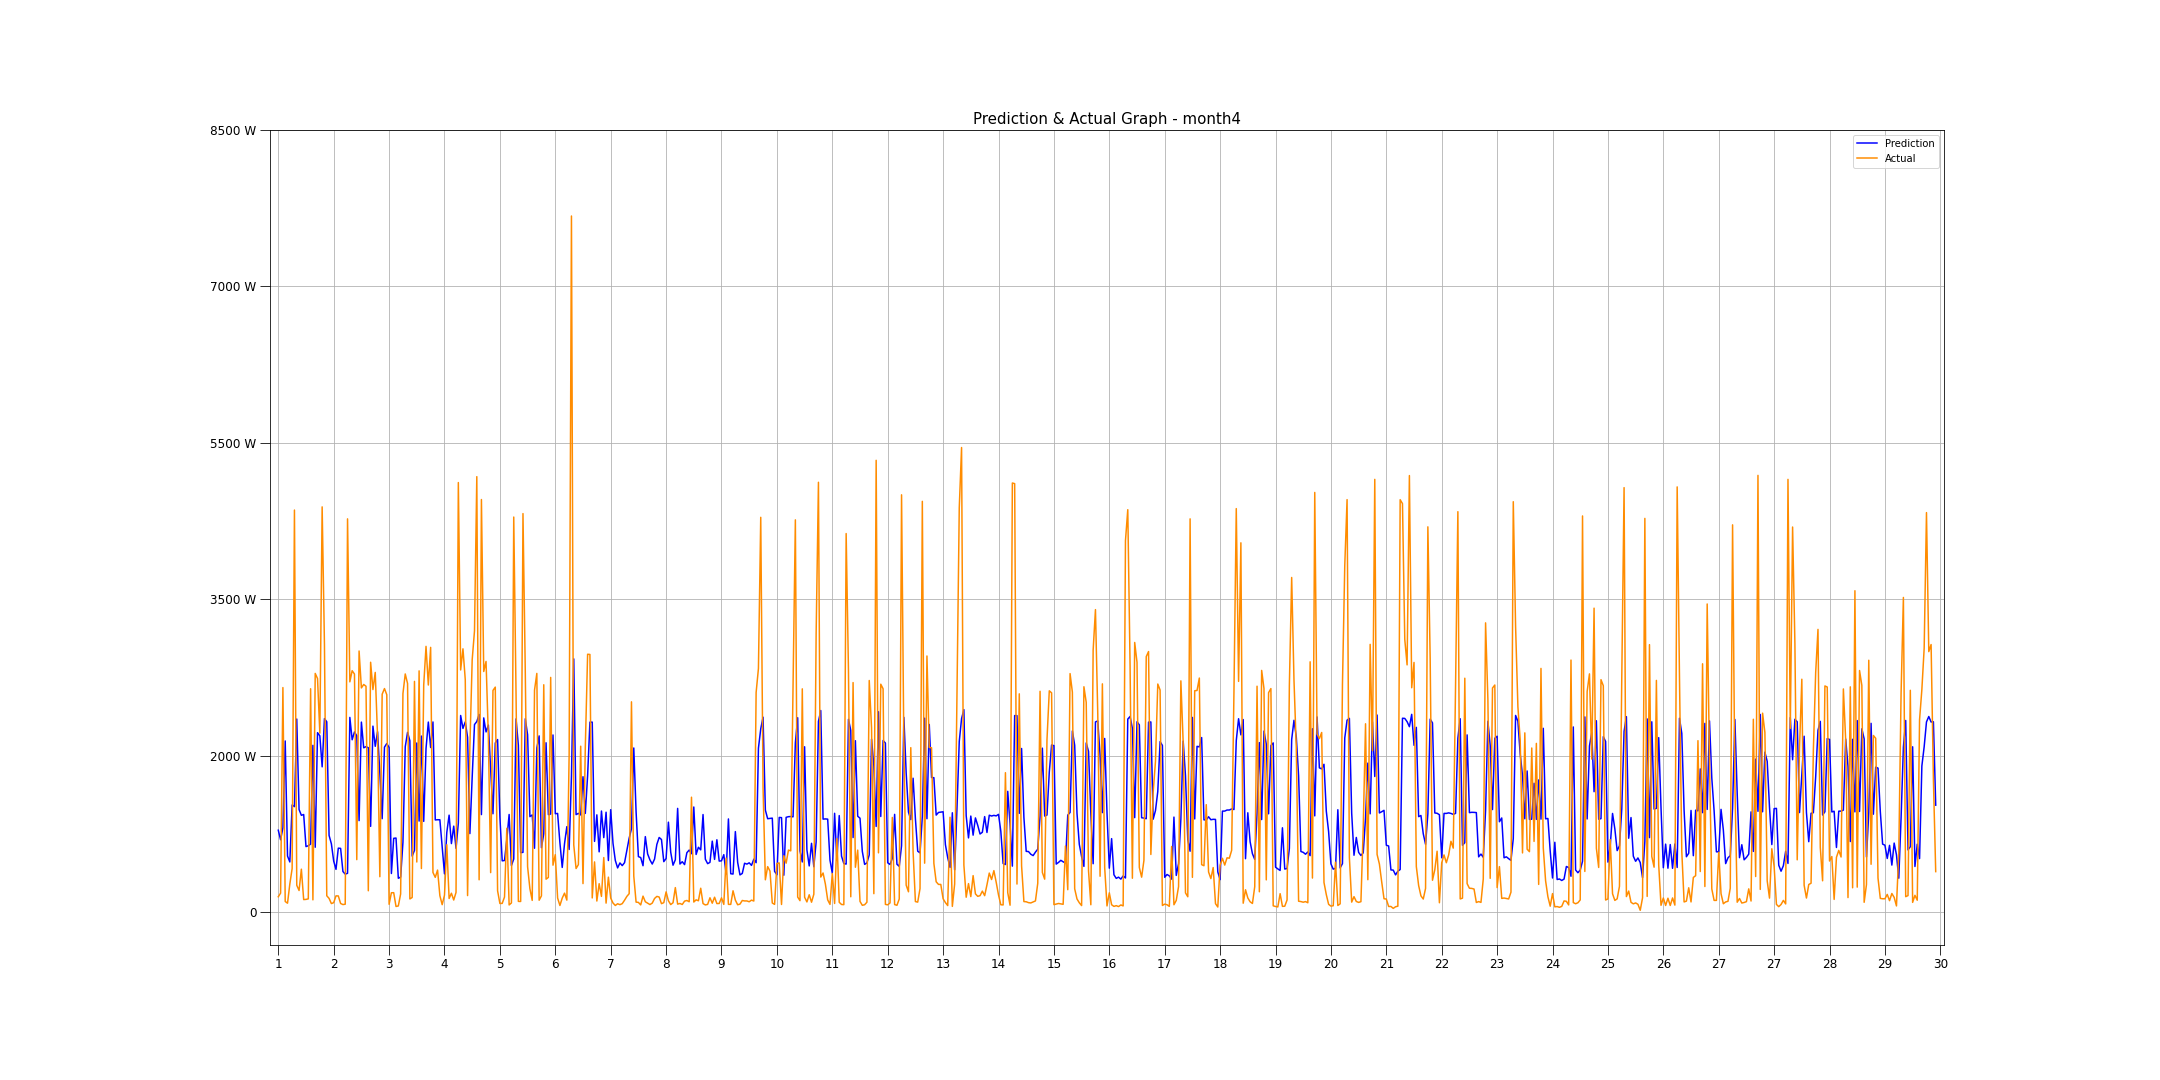 Prediction & Actual Graph - month4
8500 W
Prediction
Actual
7000 W
5500 W
3500 W
2000 W
0
1 2 3 4 5 6 7 8 9 10 11 12 13 14 15 16 17 18 19 20 21 22 23 24 25 26 27 27 28 29 30